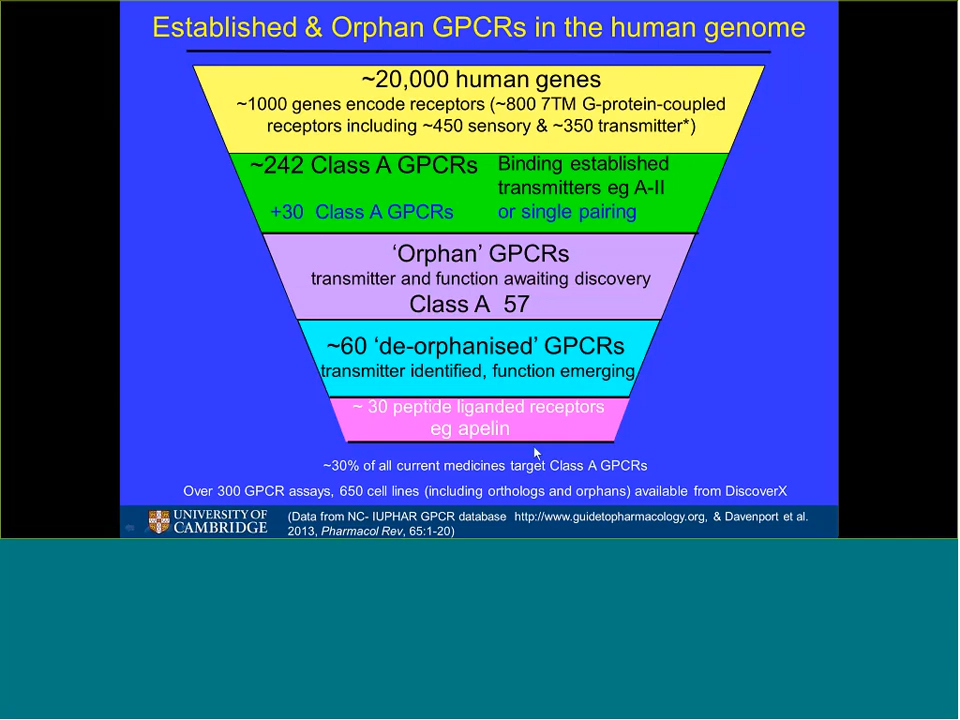 Established & Orphan GPCRs in the human genome
~20,000 human genes
~1000 genes encode receptors (~800 7TM G-protein-coupled
receptors including ~450 sensory & ~350 transmitter*)
~242 Class A GPCRs
+30 Class A GPCRs
Binding established
transmitters eg A-II
or single pairing
‘Orphan’ GPCRs
transmitter and function awaiting discovery
Class A 57
~60 ‘de-orphanised’ GPCRs
transmitter identified, function emerging
~ 30 peptide liganded receptors
eg apelin
~30% of all current medicines target Class A GPCRs
Over 300 GPCR assays, 650 cell lines (including orthologs and orphans) available from DiscoverX
UNIVERSITY OF
CAMBRIDGE
(Data from NC- IUPHAR GPCR database http://www.guidetopharmacology.org, & Davenport et al.
2013, Pharmacol Rev, 65:1-20)